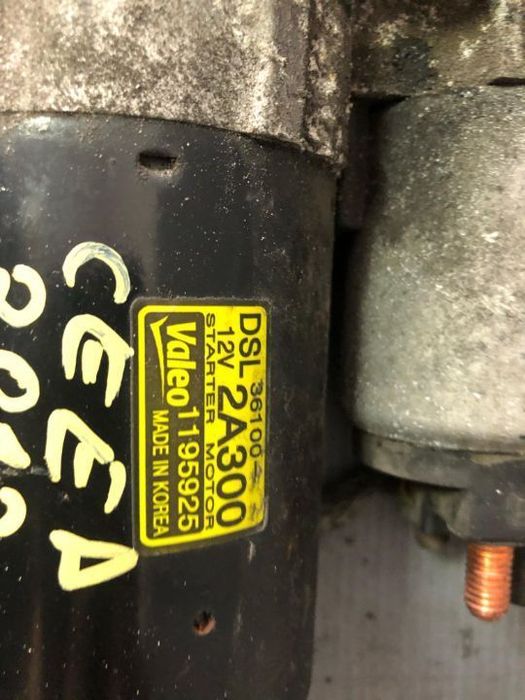 DSL 36100-
12V 2A300
STARTER MOTOR
Valeo 1195925
MADE IN KOREA
CEED